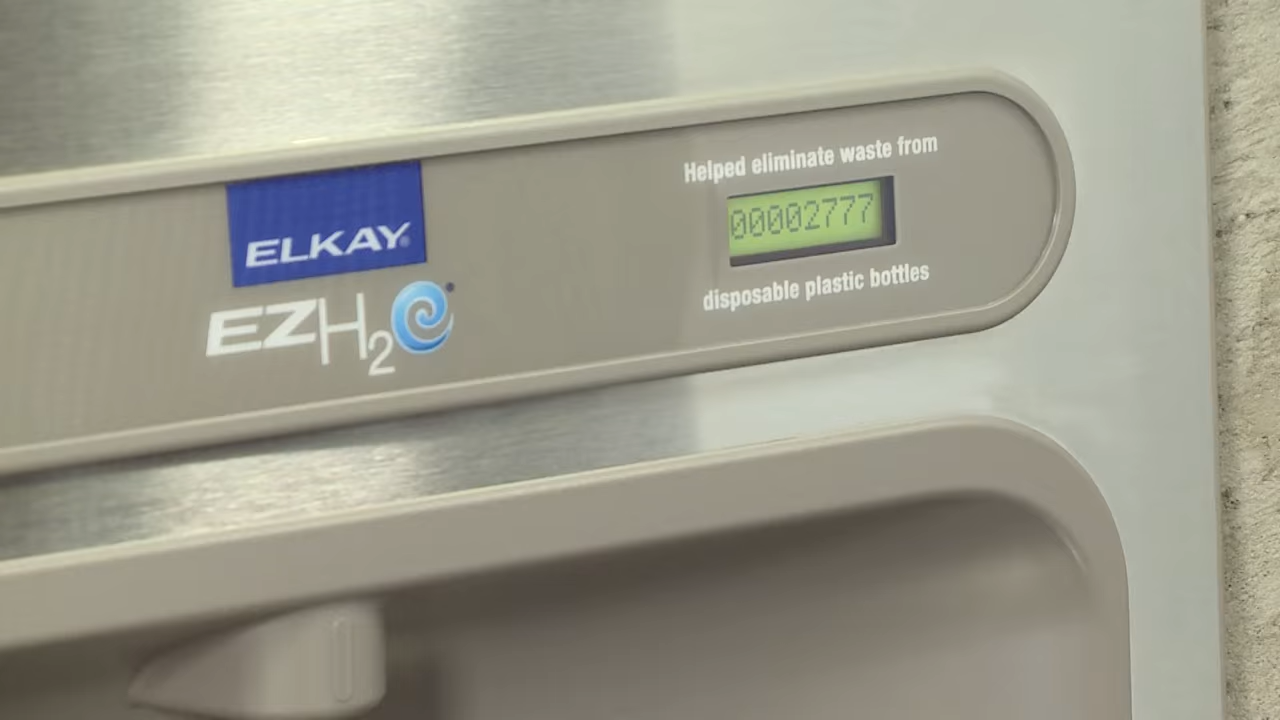 ELKAY®
EZH₂O
Helped eliminate waste from
00002777
disposable plastic bottles